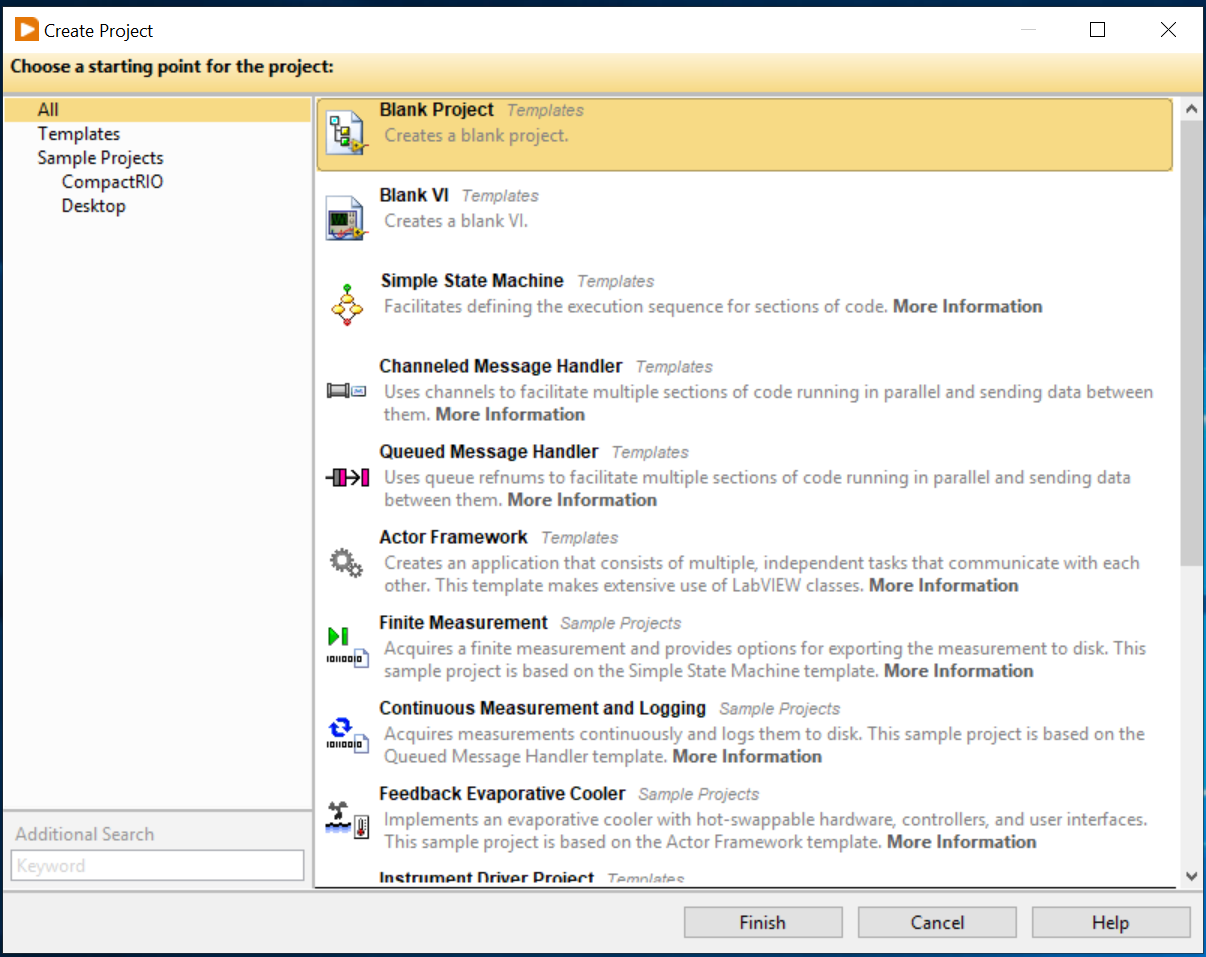 Create Project
Choose a starting point for the project:
All
Templates
Sample Projects
CompactRIO
Desktop
Additional Search
Keyword
Blank Project Templates
Creates a blank project.
Blank VI Templates
Creates a blank VI.
Simple State Machine Templates
Facilitates defining the execution sequence for sections of code. More Information
Channeled Message Handler Templates
Uses channels to facilitate multiple sections of code running in parallel and sending data between
them. More Information
Queued Message Handler Templates
Uses queue refnums to facilitate multiple sections of code running in parallel and sending data
between them. More Information
Actor Framework Templates
Creates an application that consists of multiple, independent tasks that communicate with each
other. This template makes extensive use of LabVIEW classes. More Information
Finite Measurement Sample Projects
Acquires a finite measurement and provides options for exporting the measurement to disk. This
sample project is based on the Simple State Machine template. More Information
Continuous Measurement and Logging Sample Projects
Acquires measurements continuously and logs them to disk. This sample project is based on the
Queued Message Handler template. More Information
Feedback Evaporative Cooler Sample Projects
Implements an evaporative cooler with hot-swappable hardware, controllers, and user interfaces.
This sample project is based on the Actor Framework template. More Information
Instrument Driver Project Templates
Finish
Cancel
Help